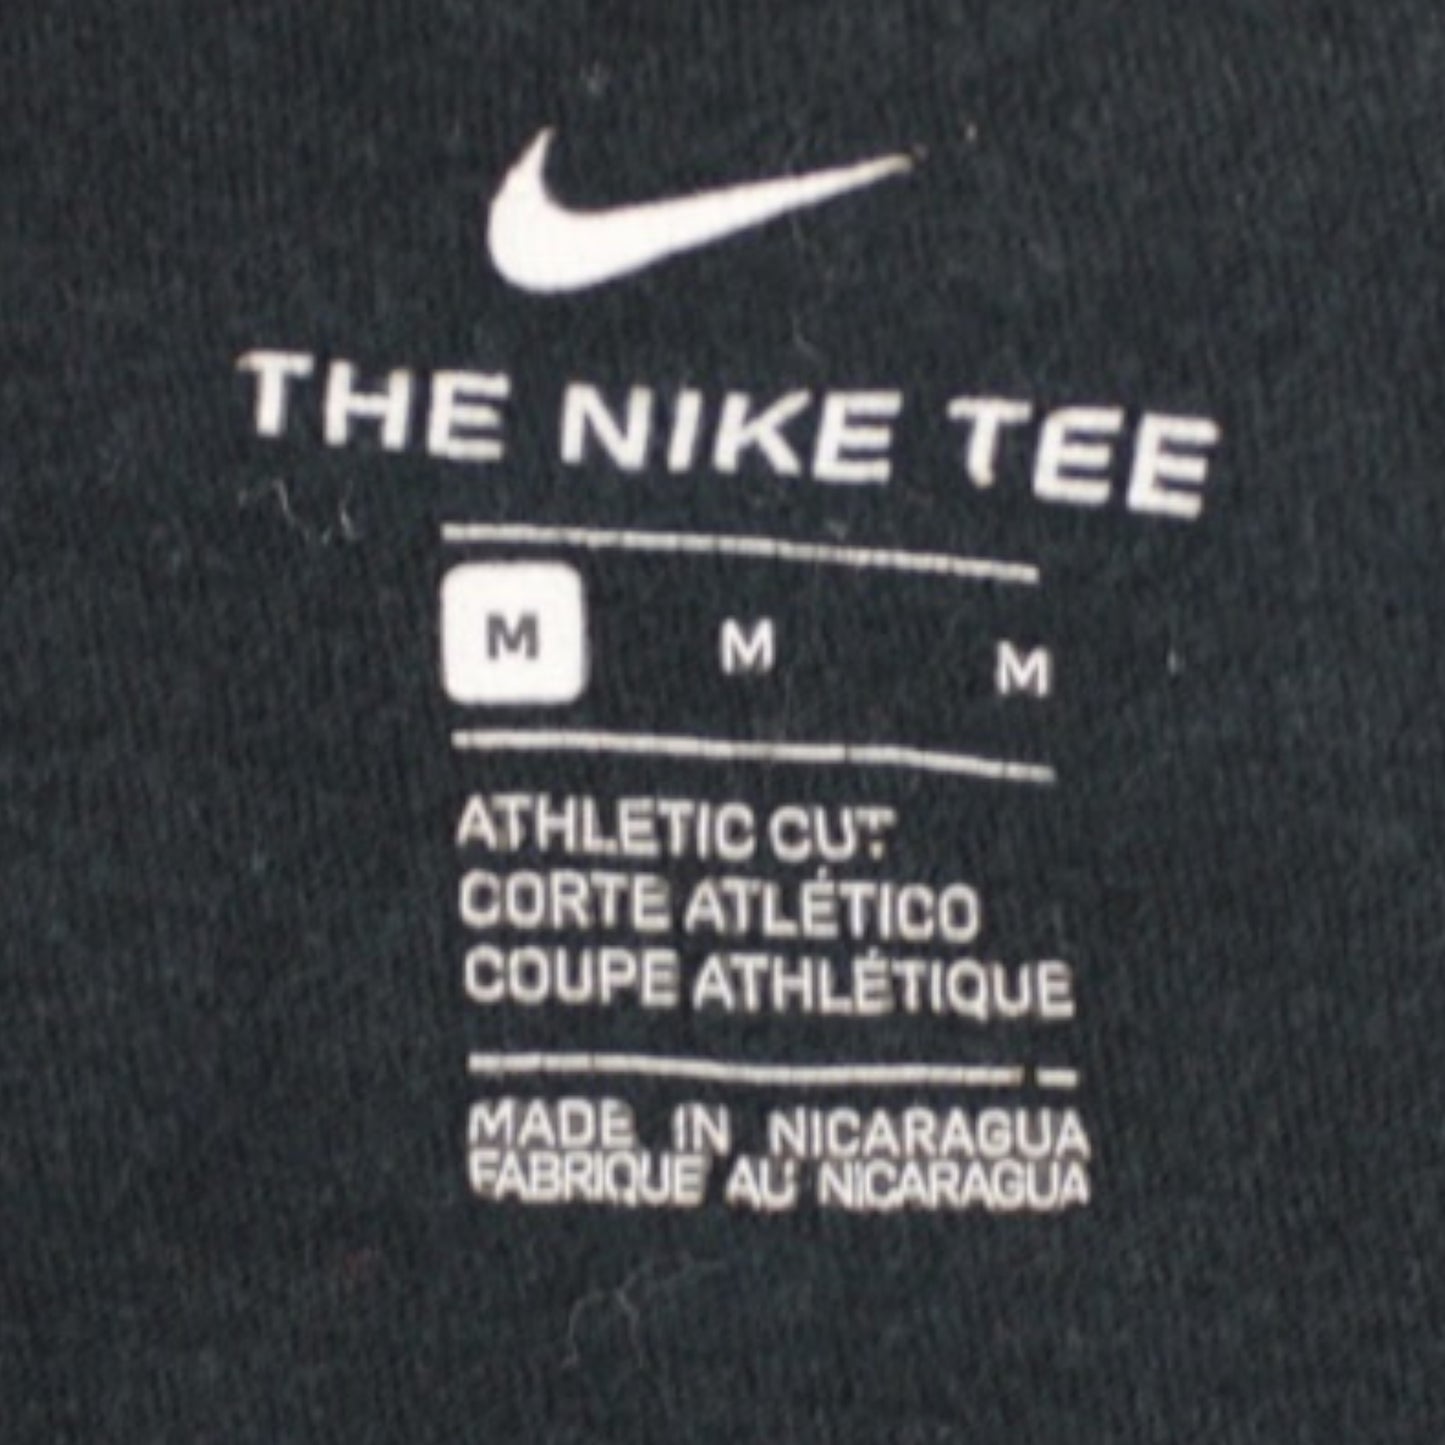 THE NIKE TEE
M M M
ATHLETIC CUT
CORTE ATLÉTICO
COUPE ATHLÉTIQUE
MADE IN NICARAGUA
FABRIQUE AU NICARAGUA